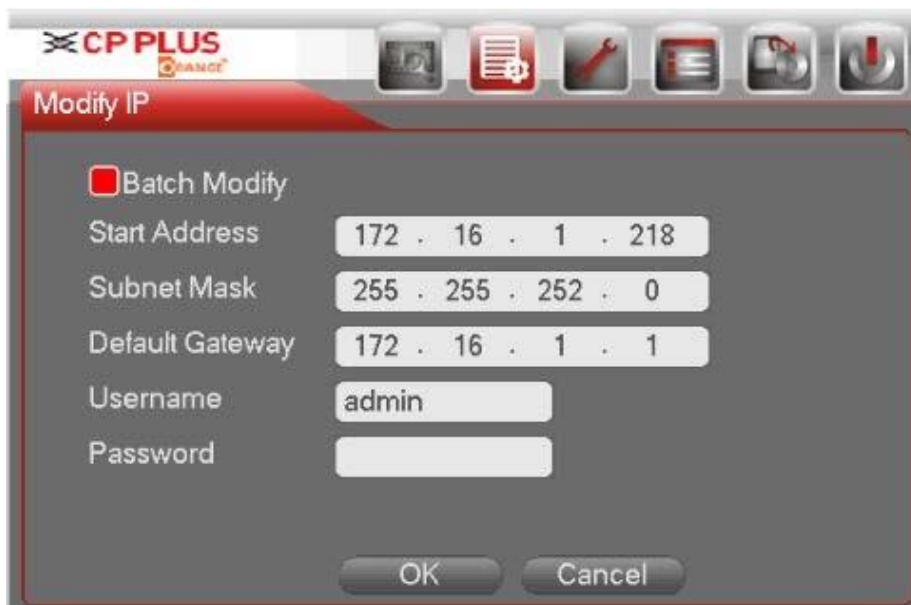 CP PLUS
ORANGE
Modify IP
Batch Modify
Start Address 172 . 16 . 1 . 218
Subnet Mask 255 . 255 . 252 . 0
Default Gateway 172 . 16 . 1 . 1
Username admin
Password
OK Cancel